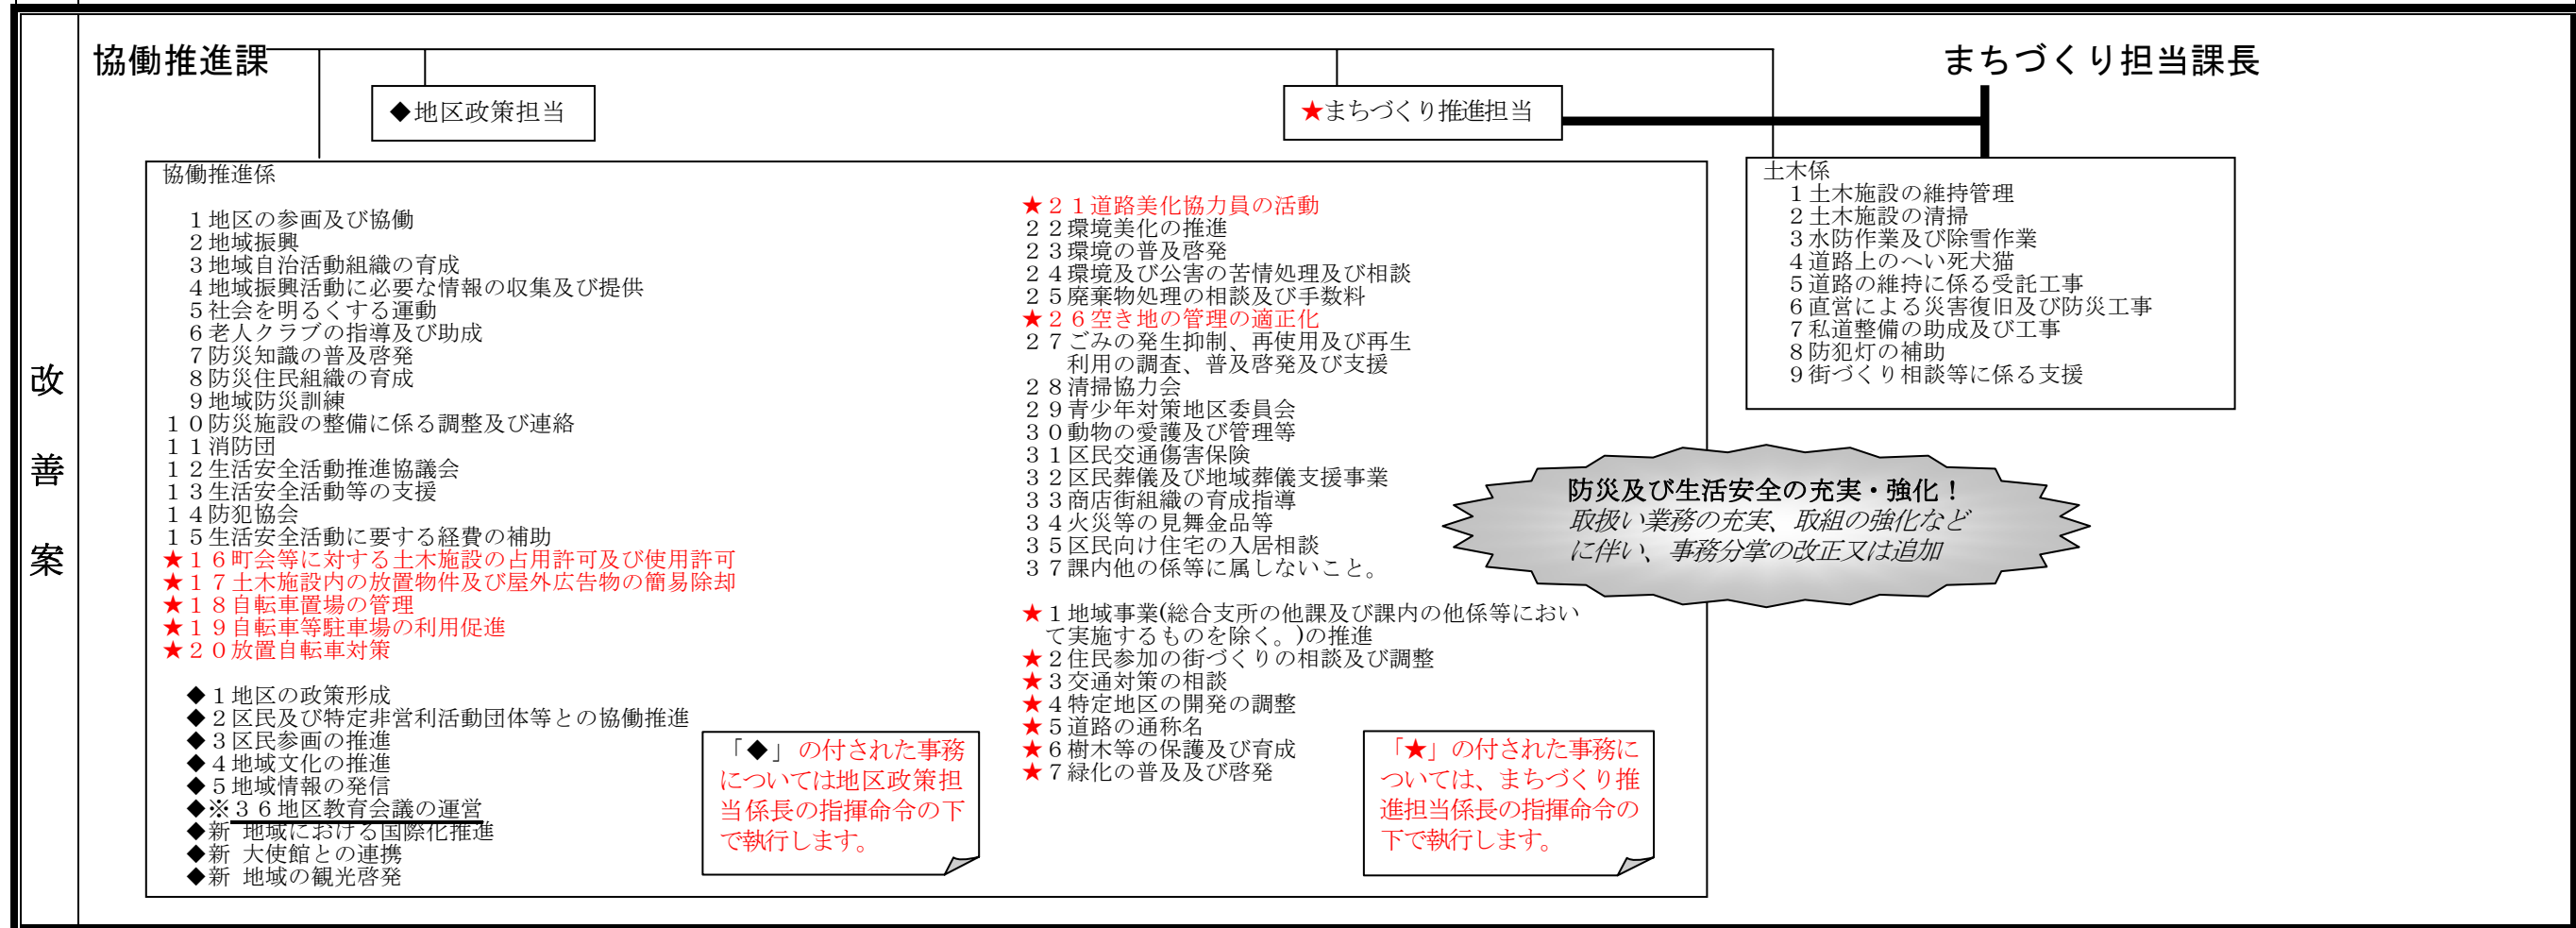 協働推進課
まちづくり担当課長
◆地区政策担当
★まちづくり推進担当
改
善
案
協働推進係
1地区の参画及び協働
2地域振興
3地域自治活動組織の育成
4地域振興活動に必要な情報の収集及び提供
5社会を明るくする運動
6老人クラブの指導及び助成
7防災知識の普及啓発
8防災住民組織の育成
9地域防災訓練
10防災施設の整備に係る調整及び連絡
11消防団
12生活安全活動推進協議会
13生活安全活動等の支援
14防犯協会
15生活安全活動に要する経費の補助
★16町会等に対する土木施設の占用許可及び使用許可
★17土木施設内の放置物件及び屋外広告物の簡易除却
★18自転車置場の管理
★19自転車等駐車場の利用促進
★20放置自転車対策
◆1地区の政策形成
◆2区民及び特定非営利活動団体等との協働推進
◆3区民参画の推進
◆4地域文化の推進
◆5地域情報の発信
◆※36地区教育会議の運営
◆新 地域における国際化推進
◆新 大使館との連携
◆新 地域の観光啓発
「◆」の付された事務
については地区政策担
当係長の指揮命令の下
で執行します。
★21道路美化協力員の活動
22環境美化の推進
23環境の普及啓発
24環境及び公害の苦情処理及び相談
25廃棄物処理の相談及び手数料
★26空き地の管理の適正化
27ごみの発生抑制、再使用及び再生
利用の調査、普及啓発及び支援
28清掃協力会
29青少年対策地区委員会
30動物の愛護及び管理等
31区民交通傷害保険
32区民葬儀及び地域葬儀支援事業
33商店街組織の育成指導
34火災等の見舞金品等
35区民向け住宅の入居相談
37課内他の係等に属しないこと。
★1地域事業(総合支所の他課及び課内の他係等におい
て実施するものを除く。)の推進
★2住民参加の街づくりの相談及び調整
★3交通対策の相談
★4特定地区の開発の調整
★5道路の通称名
★6樹木等の保護及び育成
★7緑化の普及及び啓発
「★」の付された事務に
ついては、まちづくり推
進担当係長の指揮命令の
下で執行します。
土木係
1土木施設の維持管理
2土木施設の清掃
3水防作業及び除雪作業
4道路上のへい死犬猫
5道路の維持に係る受託工事
6直営による災害復旧及び防災工事
7私道整備の助成及び工事
8防犯灯の補助
9街づくり相談等に係る支援
防災及び生活安全の充実・強化！
取扱い業務の充実、取組の強化など
に伴い、事務分掌の改正又は追加